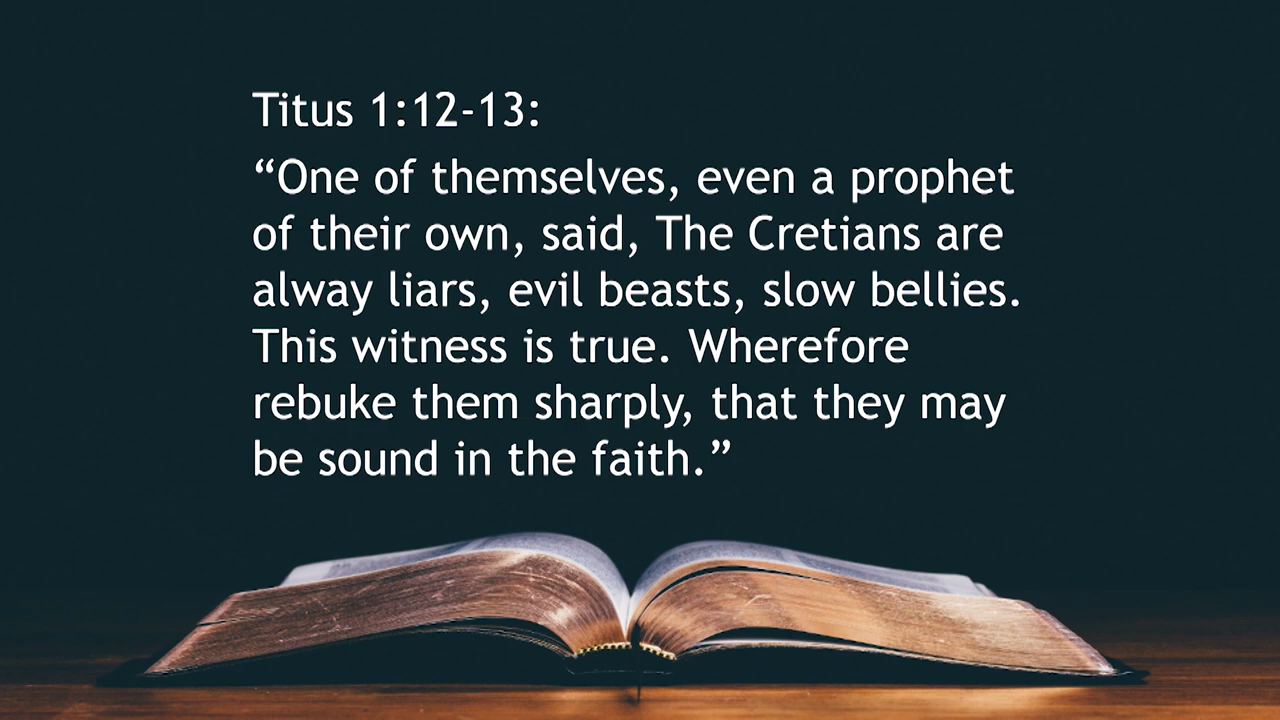 Titus 1:12-13:
“One of themselves, even a prophet
of their own, said, The Cretians are
alway liars, evil beasts, slow bellies.
This witness is true. Wherefore
rebuke them sharply, that they may
be sound in the faith.”